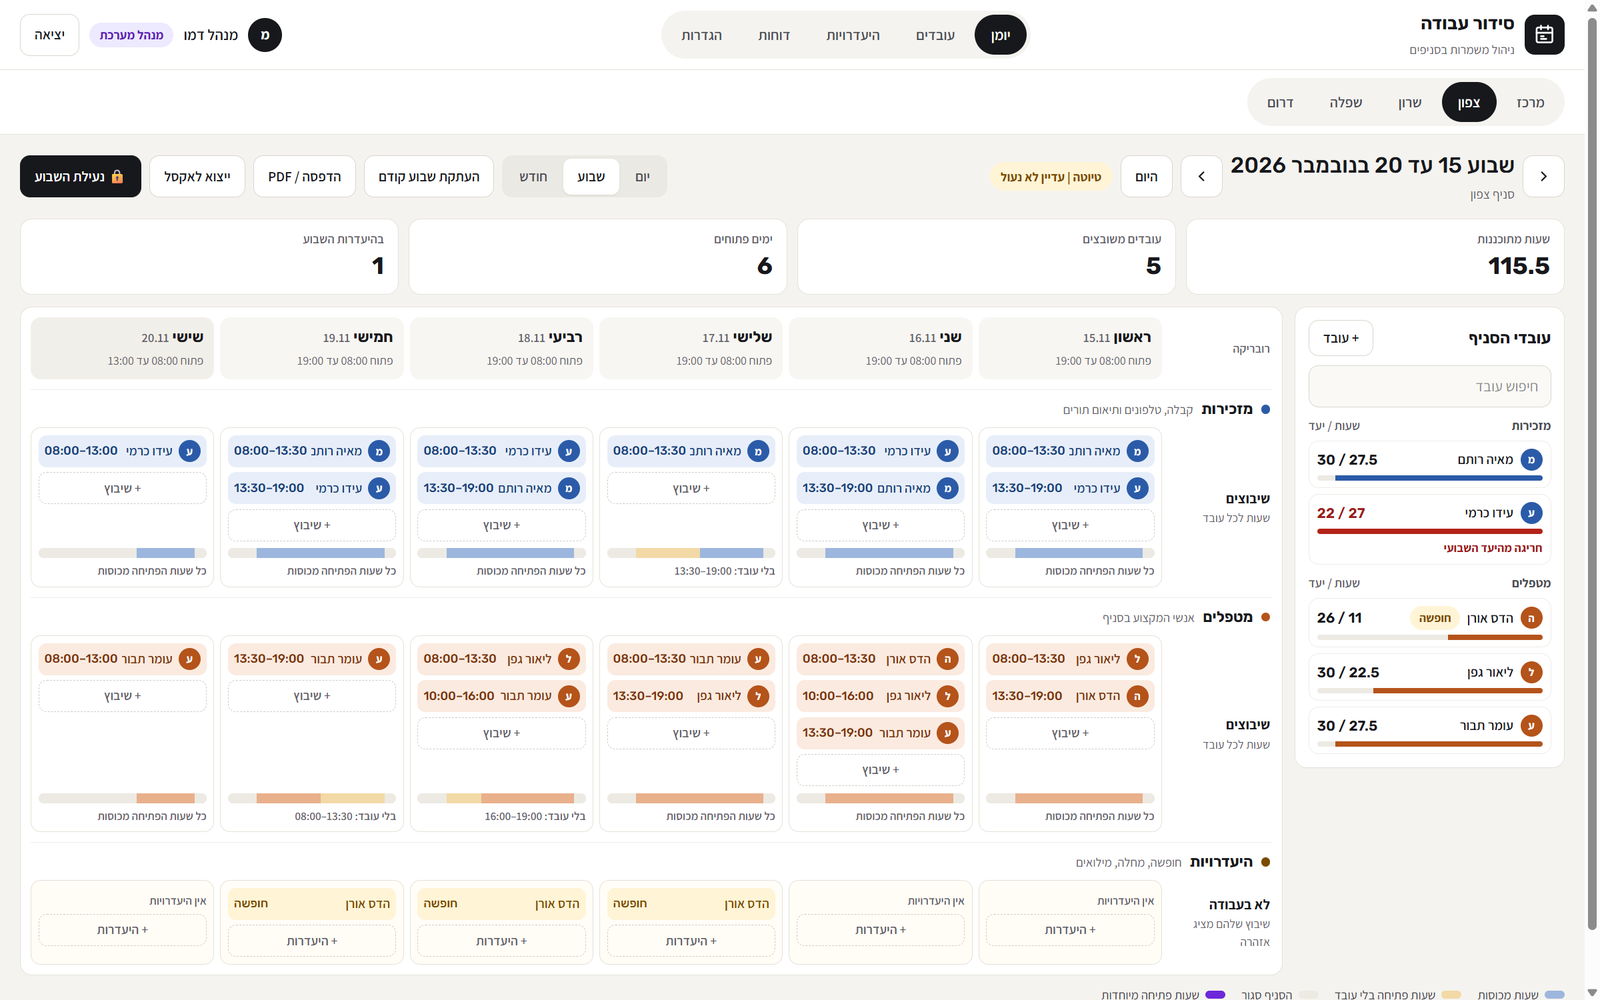 סידור עבודה
ניהול משמרות בסניפים
יומן
עובדים
היעדרויות
דוחות
הגדרות
מ
מנהל דמו
מנהל מערכת
יציאה
מרכז
צפון
שרון
שפלה
דרום
שבוע 15 עד 20 בנובמבר 2026
סניף צפון
היום
טיוטה | עדיין לא נעול
יום
שבוע
חודש
העתקת שבוע קודם
הדפסה / PDF
ייצוא לאקסל
נעילת השבוע
שעות מתוכננות
115.5
עובדים משובצים
5
ימים פתוחים
6
בהיעדרות השבוע
1
עובדי הסניף
+ עובד
חיפוש עובד
מזכירות
שעות / יעד
מ מאיה רותם 27.5 / 30
ע עידו כרמי 27 / 22
חריגה מהיעד השבועי
מטפלים
שעות / יעד
ה הדס אורן חופשה 11 / 26
ל ליאור גפן 22.5 / 30
ע עומר תבור 27.5 / 30
רובריקה
ראשון 15.11
פתוח 08:00 עד 19:00
שני 16.11
פתוח 08:00 עד 19:00
שלישי 17.11
פתוח 08:00 עד 19:00
רביעי 18.11
פתוח 08:00 עד 19:00
חמישי 19.11
פתוח 08:00 עד 19:00
שישי 20.11
פתוח 08:00 עד 13:00
מזכירות קבלה, טלפונים ותיאום תורים
שיבוצים
שעות לכל עובד
מ מאיה רותם 08:00–13:30
ע עידו כרמי 13:30–19:00
+ שיבוץ
כל שעות הפתיחה מכוסות
ע עידו כרמי 08:00–13:30
מ מאיה רותם 13:30–19:00
+ שיבוץ
כל שעות הפתיחה מכוסות
מ מאיה רותם 08:00–13:30
+ שיבוץ
בלי עובד: 13:30–19:00
ע עידו כרמי 08:00–13:30
מ מאיה רותם 13:30–19:00
+ שיבוץ
כל שעות הפתיחה מכוסות
מ מאיה רותם 08:00–13:30
ע עידו כרמי 13:30–19:00
+ שיבוץ
כל שעות הפתיחה מכוסות
ע עידו כרמי 08:00–13:00
+ שיבוץ
כל שעות הפתיחה מכוסות
מטפלים אנשי המקצוע בסניף
שיבוצים
שעות לכל עובד
ל ליאור גפן 08:00–13:30
ה הדס אורן 13:30–19:00
+ שיבוץ
כל שעות הפתיחה מכוסות
ה הדס אורן 08:00–13:30
ל ליאור גפן 10:00–16:00
ע עומר תבור 13:30–19:00
+ שיבוץ
כל שעות הפתיחה מכוסות
ע עומר תבור 08:00–13:30
ל ליאור גפן 13:30–19:00
+ שיבוץ
כל שעות הפתיחה מכוסות
ל ליאור גפן 08:00–13:30
ע עומר תבור 10:00–16:00
+ שיבוץ
בלי עובד: 16:00–19:00
ע עומר תבור 13:30–19:00
+ שיבוץ
בלי עובד: 08:00–13:30
ע עומר תבור 08:00–13:00
+ שיבוץ
כל שעות הפתיחה מכוסות
היעדרויות חופשה, מחלה, מילואים
לא בעבודה
שיבוץ שלהם מציג
אזהרה
אין היעדרויות
+ היעדרות
אין היעדרויות
+ היעדרות
הדס אורן חופשה
+ היעדרות
הדס אורן חופשה
+ היעדרות
הדס אורן חופשה
+ היעדרות
אין היעדרויות
+ היעדרות
שעות מכוסות
שעות פתיחה בלי עובד
הסניף סגור
שעות פתיחה מיוחדות